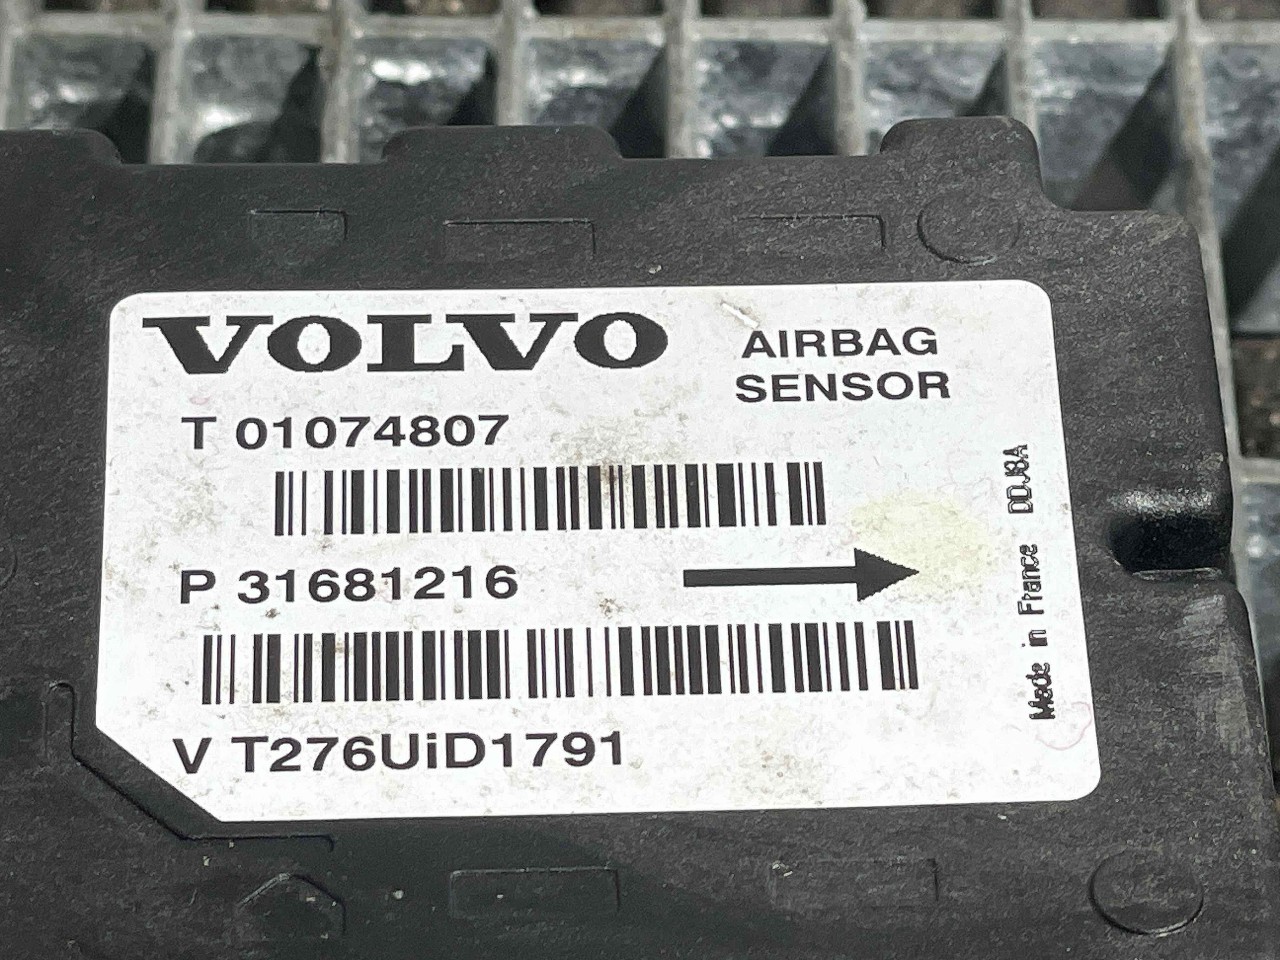 VOLVO
AIRBAG
SENSOR
T 01074807
P 31681216
V T276UiD1791
Made in France DDJ8A